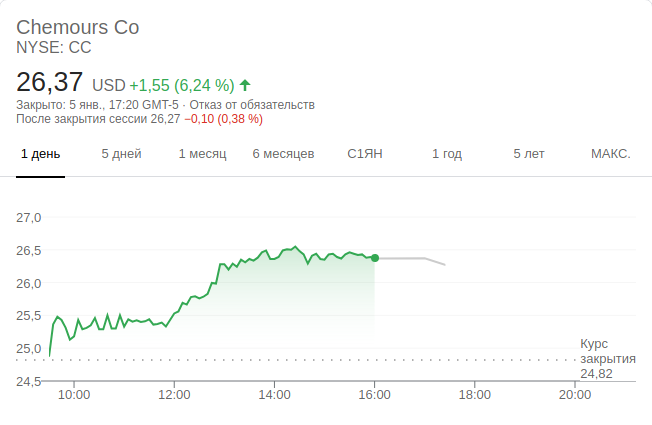 Chemours Co
NYSE: CC
26,37 USD +1,55 (6,24 %)
Закрыто: 5 янв., 17:20 GMT-5 · Отказ от обязательств
После закрытия сессии 26,27 −0,10 (0,38 %)
1 день 5 дней 1 месяц 6 месяцев С1ЯН 1 год 5 лет МАКС.
27,0
26,5
26,0
25,5
25,0
24,5
Курс
закрытия
24,82
10:00 12:00 14:00 16:00 18:00 20:00